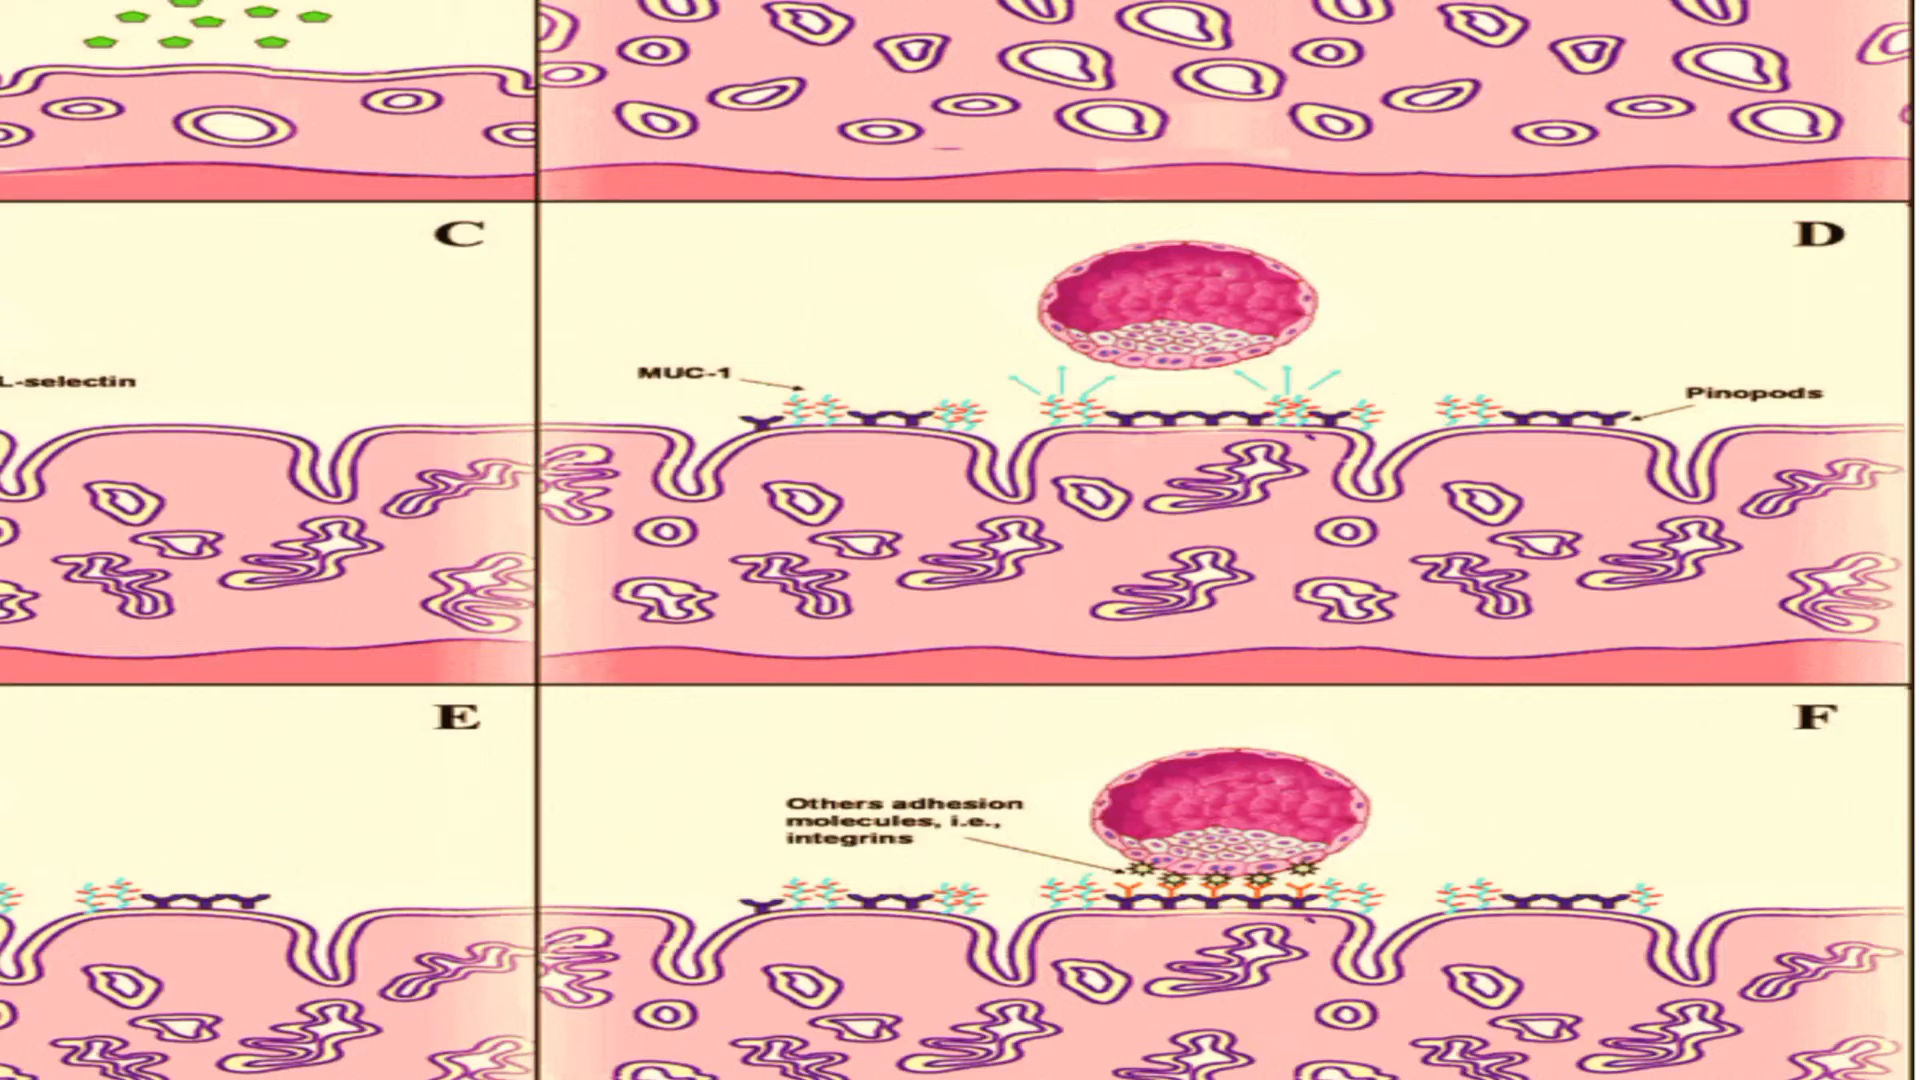 C
D
L-selectin
MUC-1
Pinopods
E
F
Others adhesion
molecules, i.e.,
integrins